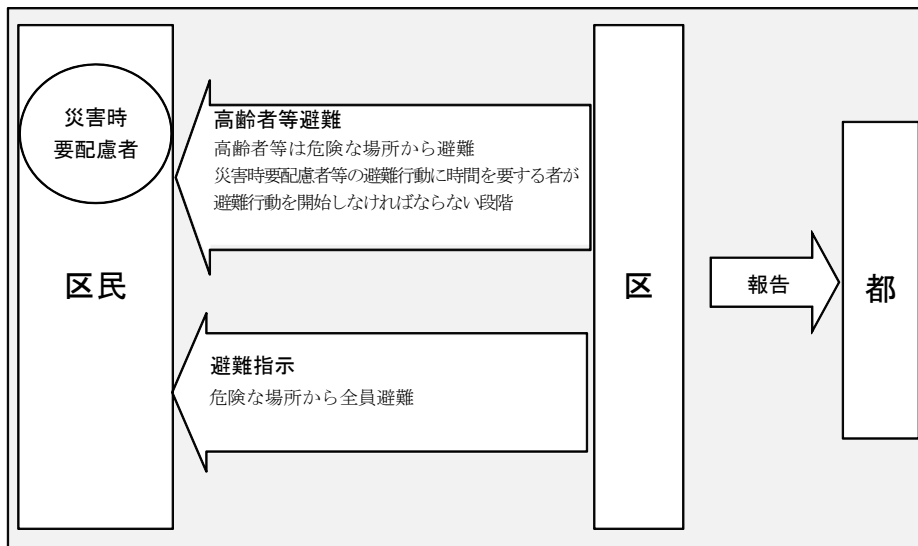 災害時
要配慮者
区民
高齢者等避難
高齢者等は危険な場所から避難
災害時要配慮者等の避難行動に時間を要する者が
避難行動を開始しなければならない段階
避難指示
危険な場所から全員避難
区
報告
都